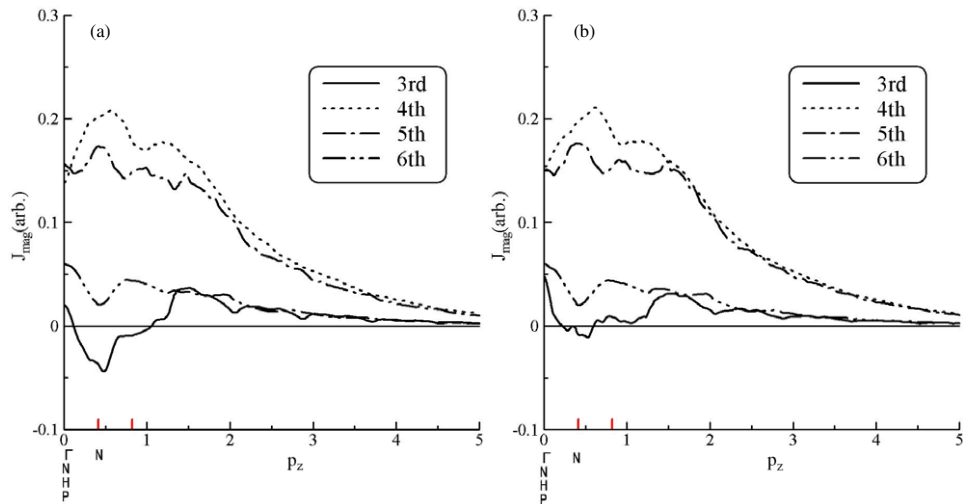 (a)
3rd
4th
5th
6th
0.3
0.2
0.1
0
-0.1
J_mag(arb.)
0 1 2 3 4 5
p_z
Γ N
N
H
P
(b)
3rd
4th
5th
6th
0.3
0.2
0.1
0
-0.1
J_mag(arb.)
0 1 2 3 4 5
p_z
Γ N
N
H
P